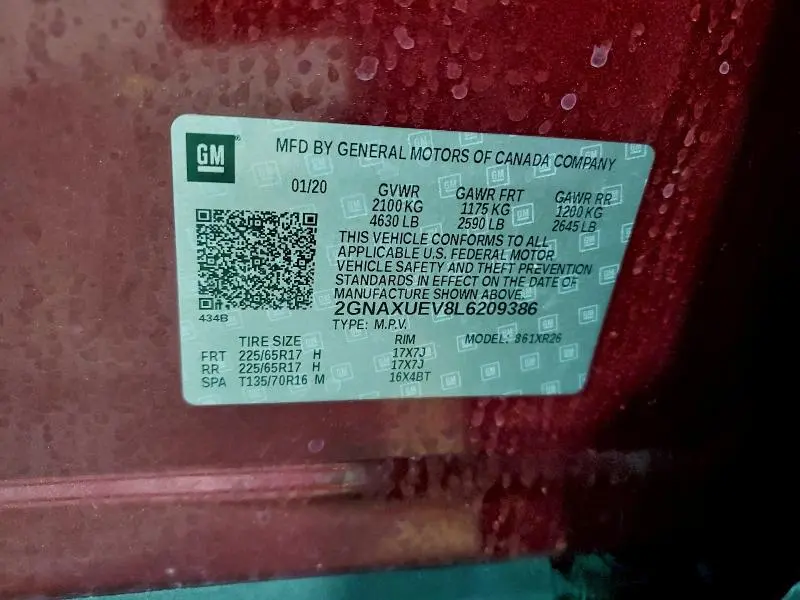 GM MFD BY GENERAL MOTORS OF CANADA COMPANY
01/20 GVWR GAWR FRT GAWR RR
2100 KG 1175 KG 1200 KG
4630 LB 2590 LB 2645 LB
THIS VEHICLE CONFORMS TO ALL
APPLICABLE U.S. FEDERAL MOTOR
VEHICLE SAFETY AND THEFT PREVENTION
STANDARDS IN EFFECT ON THE DATE OF
MANUFACTURE SHOWN ABOVE.
434B
2GNAXUEV8L6209386
TYPE: M.P.V.
TIRE SIZE RIM MODEL: 861XR26
FRT 225/65R17 H 17X7J
RR 225/65R17 H 17X7J
SPA T135/70R16 M 16X4BT